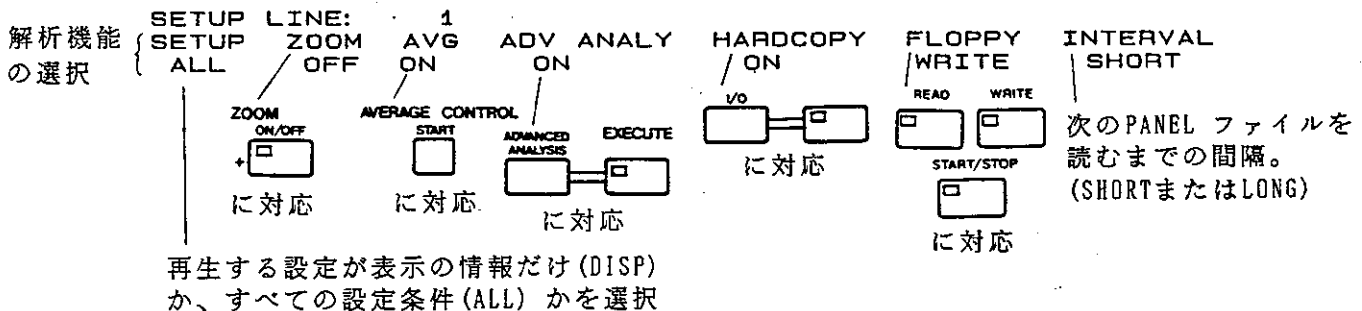 SETUP LINE: 1
解析機能の選択
SETUP ZOOM AVG ADV ANALY HARDCOPY FLOPPY INTERVAL
ALL OFF ON ON ON WRITE SHORT
ZOOM
ON/OFF
+
に対応
AVERAGE CONTROL
START
に対応
ADVANCED
ANALYSIS
EXECUTE
に対応
I/O
に対応
READ WRITE
START/STOP
に対応
次のPANEL ファイルを
読むまでの間隔。
(SHORTまたはLONG)
再生する設定が表示の情報だけ(DISP)
か、すべての設定条件(ALL) かを選択